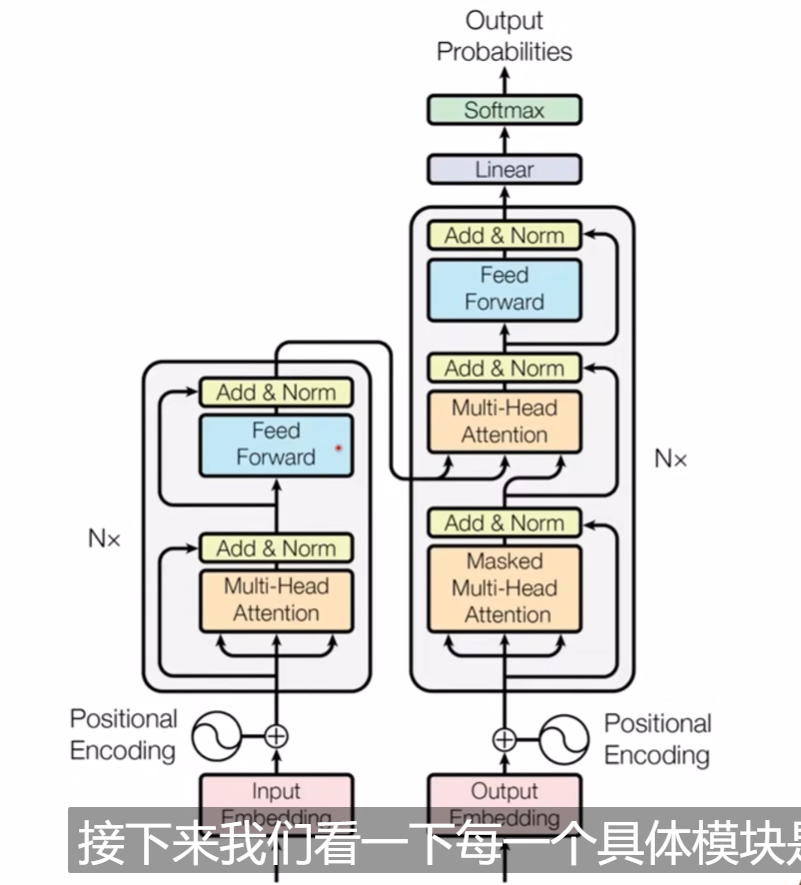 Output
Probabilities
Softmax
Linear
Add & Norm
Feed
Forward
Add & Norm
Multi-Head
Attention
Nx
Add & Norm
Masked
Multi-Head
Attention
Add & Norm
Feed
Forward
Nx
Add & Norm
Multi-Head
Attention
Positional
Encoding
Positional
Encoding
Input
Embedding
Output
Embedding
接下来我们看一下每一个具体模块是